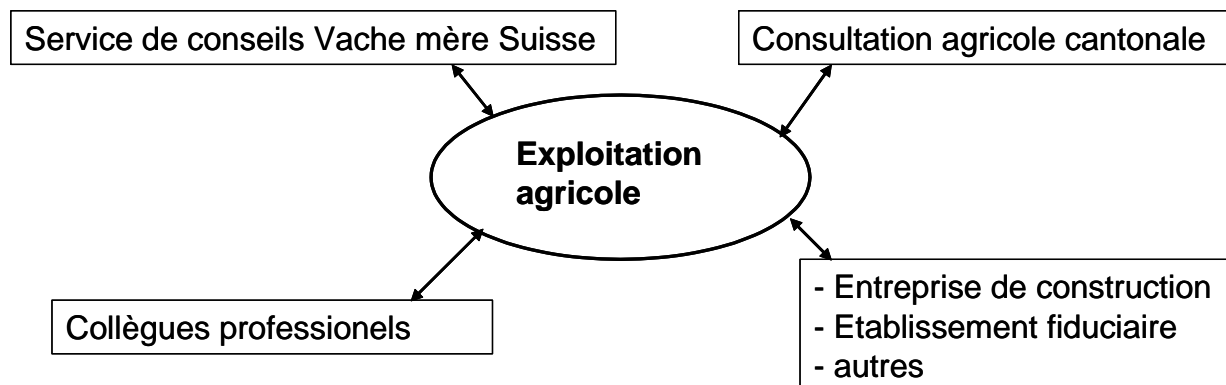 Service de conseils Vache mère Suisse
Consultation agricole cantonale
Exploitation
agricole
Collègues professionels
- Entreprise de construction
- Etablissement fiduciaire
- autres